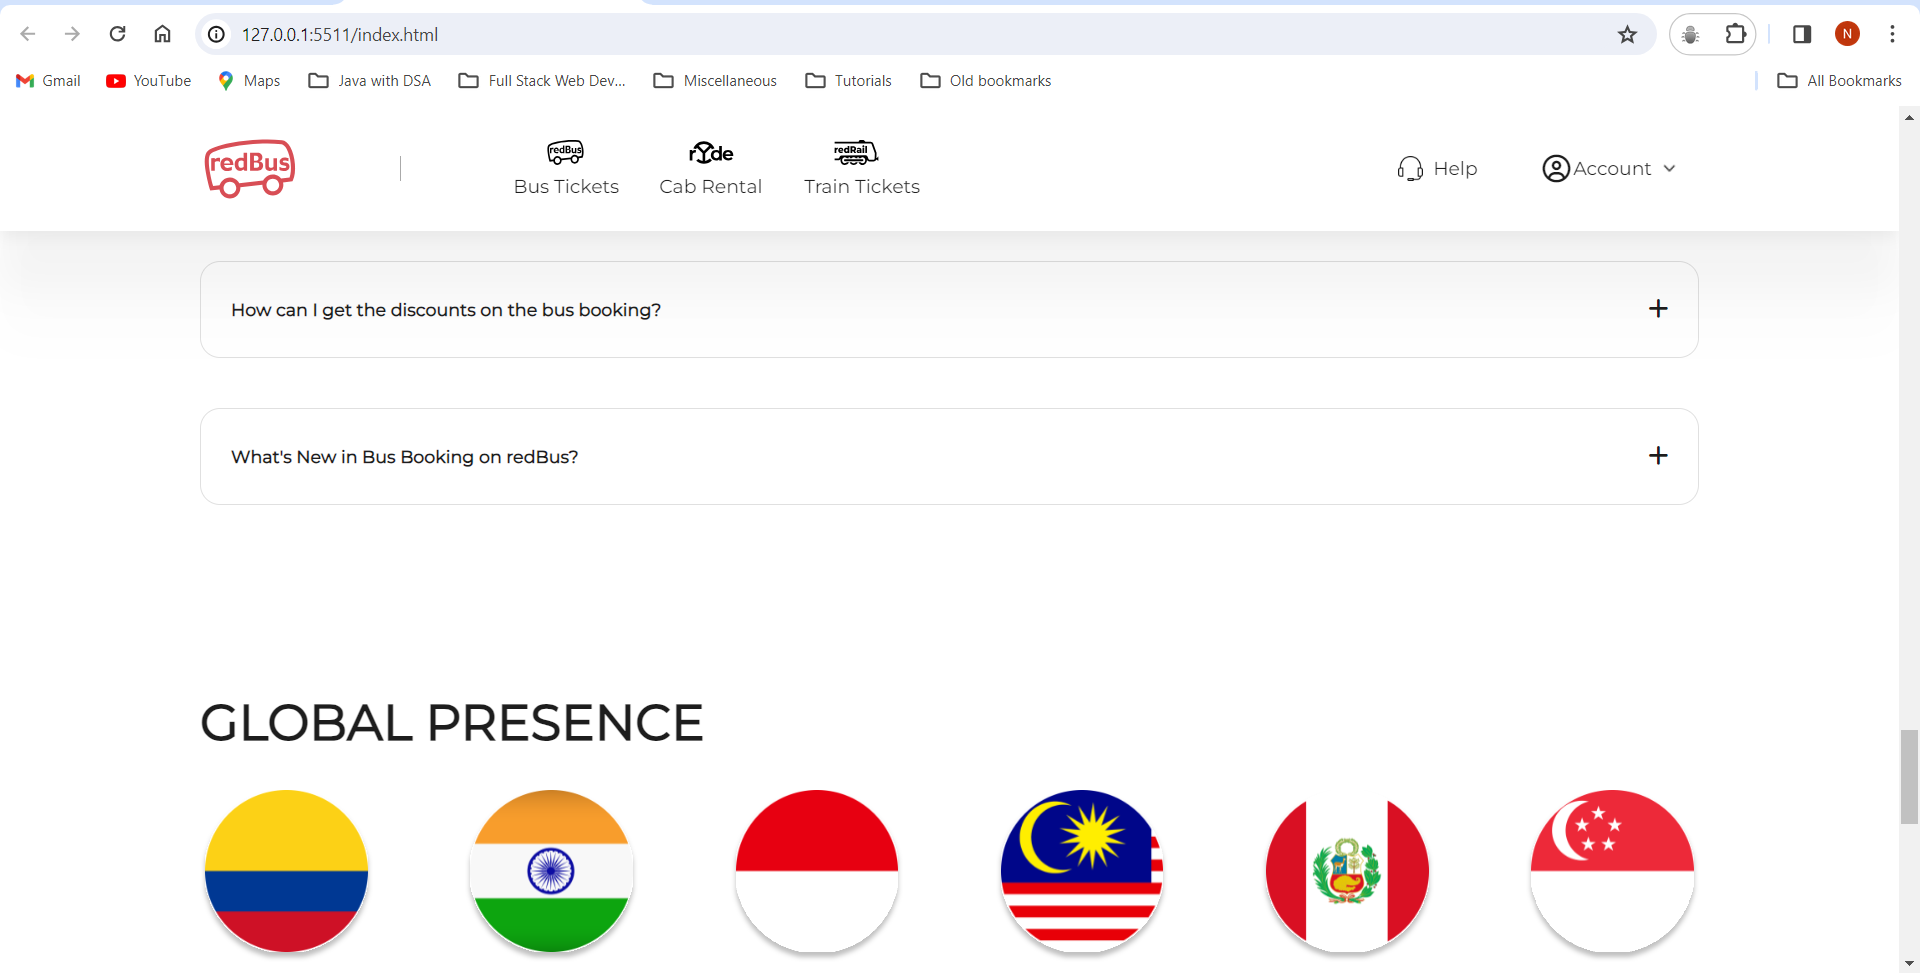 127.0.0.1:5511/index.html
N
Gmail YouTube Maps Java with DSA Full Stack Web Dev... Miscellaneous Tutorials Old bookmarks All Bookmarks
redBus
redBus rYde redRail
Bus Tickets Cab Rental Train Tickets
Help Account
How can I get the discounts on the bus booking?
What's New in Bus Booking on redBus?
GLOBAL PRESENCE